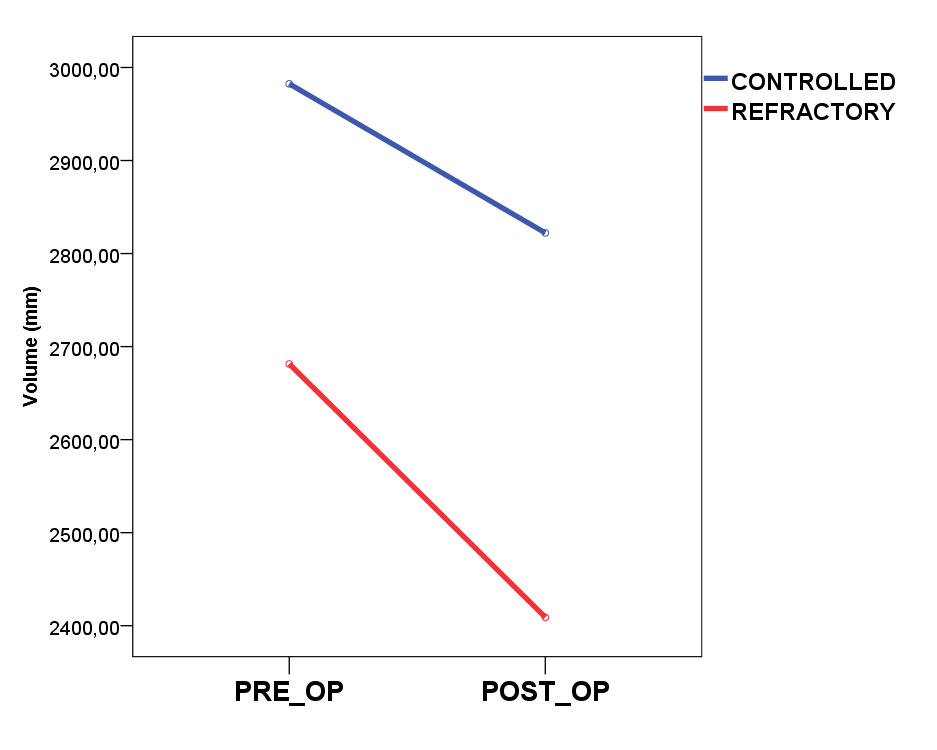 3000,00
2900,00
2800,00
2700,00
2600,00
2500,00
2400,00
Volume (mm)
PRE_OP
POST_OP
CONTROLLED
REFRACTORY